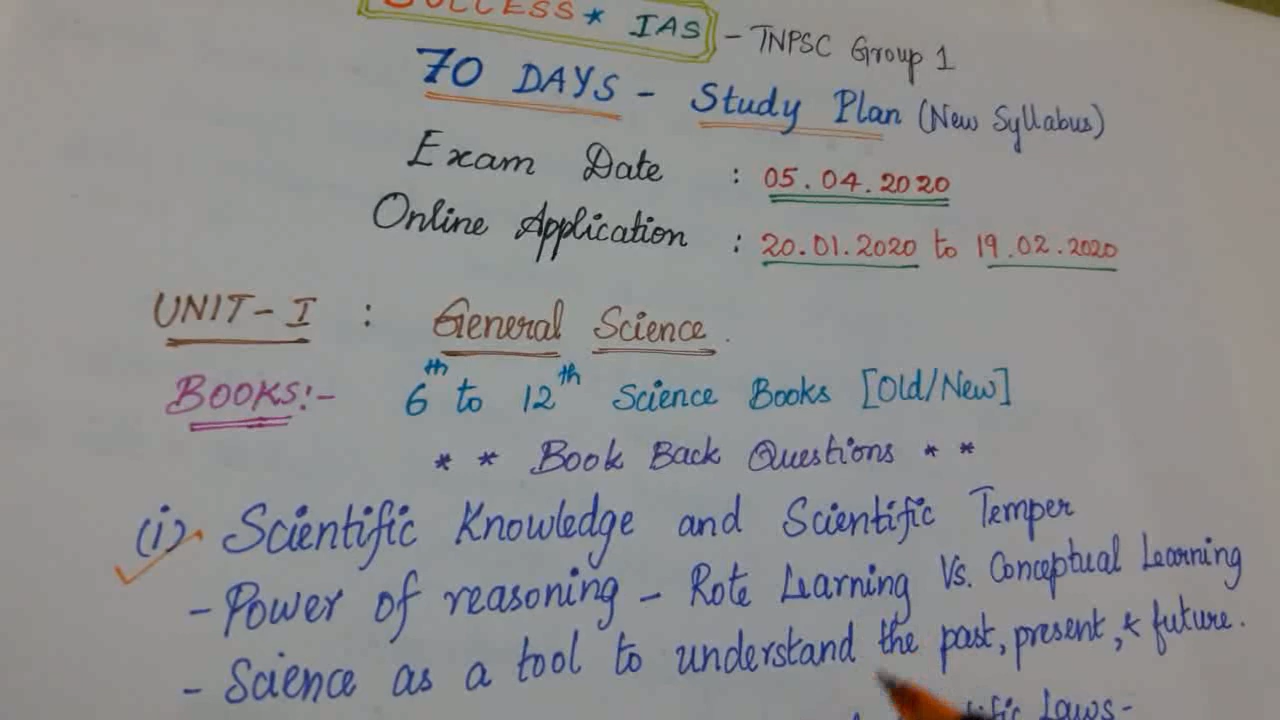 SUCCESS * IAS - TNPSC Group 1
70 DAYS - Study Plan (New Syllabus)
Exam Date : 05.04.2020
Online Application : 20.01.2020 to 19.02.2020
UNIT-I : General Science.
BOOKS:- 6th to 12th Science Books [Old/New]
* * Book Back Questions * *
(i). Scientific Knowledge and Scientific Temper
- Power of reasoning - Rote Learning Vs. Conceptual Learning
- Science as a tool to understand the past, present, & future.
Laws-